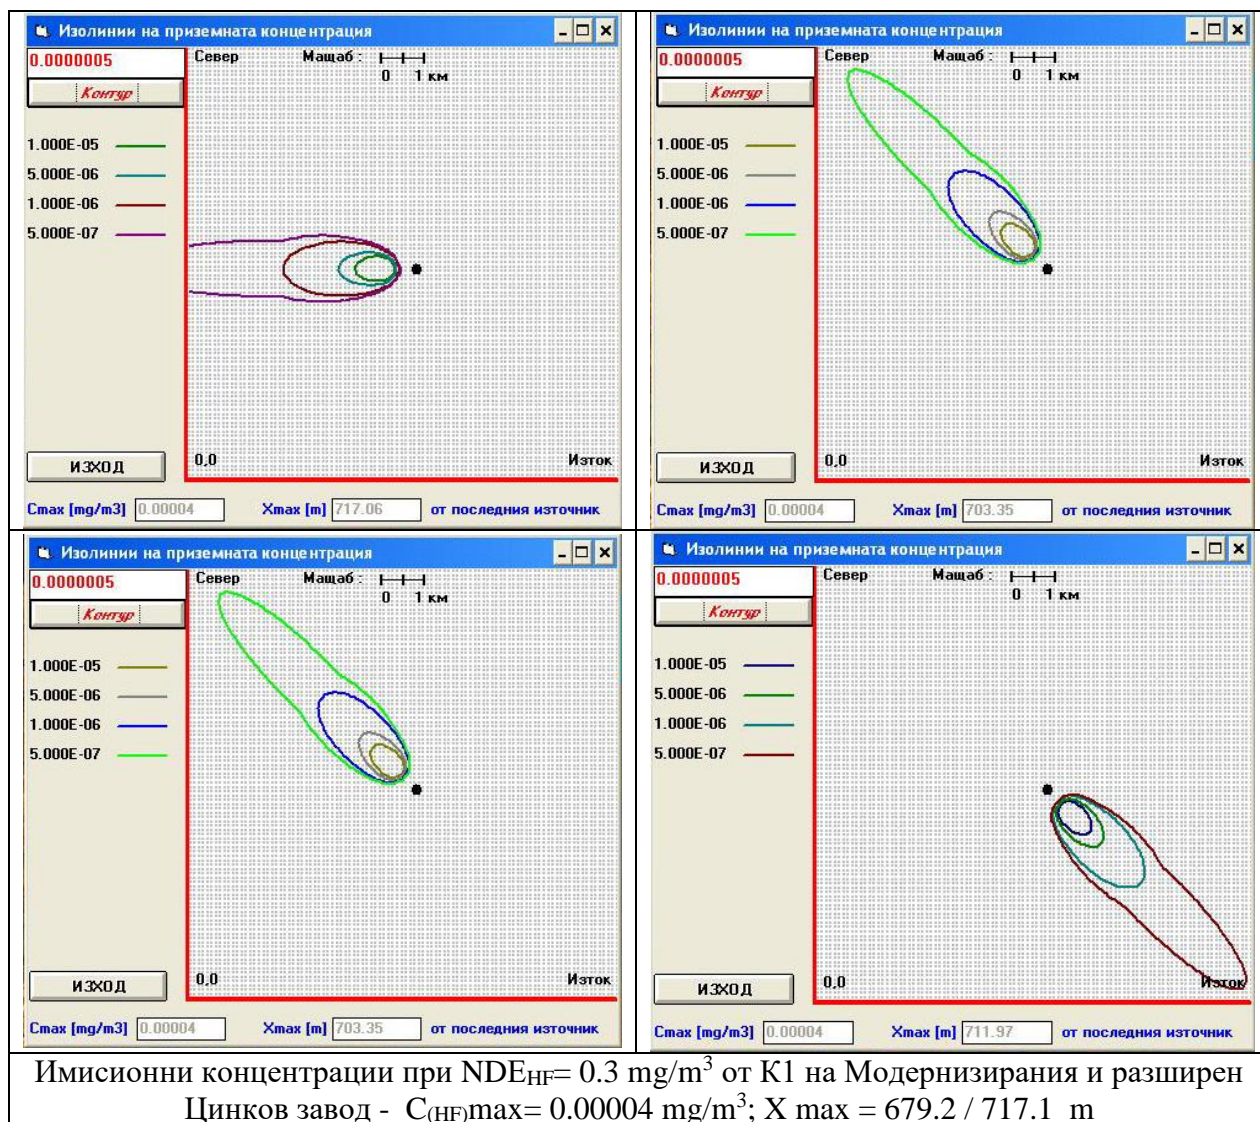 Изолинии на приземната концентрация
0.0000005
Контур
Север
Мащаб :
0 1 км
1.000E-05
5.000E-06
1.000E-06
5.000E-07
ИЗХОД
0,0
Изток
Cmax [mg/m3] 0.00004 Xmax [m] 717.06 от последния източник
Изолинии на приземната концентрация
0.0000005
Контур
Север
Мащаб :
0 1 км
1.000E-05
5.000E-06
1.000E-06
5.000E-07
ИЗХОД
0,0
Изток
Cmax [mg/m3] 0.00004 Xmax [m] 703.35 от последния източник
Изолинии на приземната концентрация
0.0000005
Контур
Север
Мащаб :
0 1 км
1.000E-05
5.000E-06
1.000E-06
5.000E-07
ИЗХОД
0,0
Изток
Cmax [mg/m3] 0.00004 Xmax [m] 703.35 от последния източник
Изолинии на приземната концентрация
0.0000005
Контур
Север
Мащаб :
0 1 км
1.000E-05
5.000E-06
1.000E-06
5.000E-07
ИЗХОД
0,0
Изток
Cmax [mg/m3] 0.00004 Xmax [m] 711.97 от последния източник
Имисионни концентрации при NDE<sub>HF</sub>= 0.3 mg/m³ от К1 на Модернизирания и разширен
Цинков завод - C<sub>(HF)</sub>max= 0.00004 mg/m³; X max = 679.2 / 717.1 m